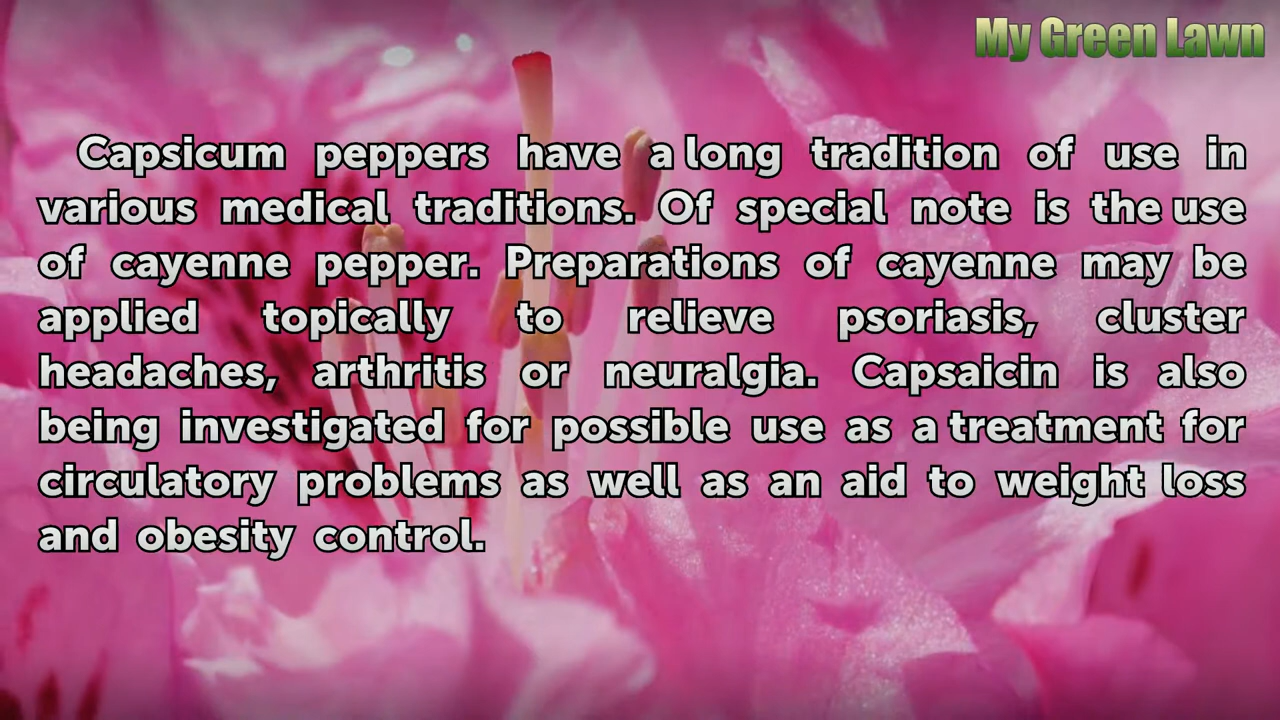 My Green Lawn
Capsicum peppers have a long tradition of use in
various medical traditions. Of special note is the use
of cayenne pepper. Preparations of cayenne may be
applied topically to relieve psoriasis, cluster
headaches, arthritis or neuralgia. Capsaicin is also
being investigated for possible use as a treatment for
circulatory problems as well as an aid to weight loss
and obesity control.